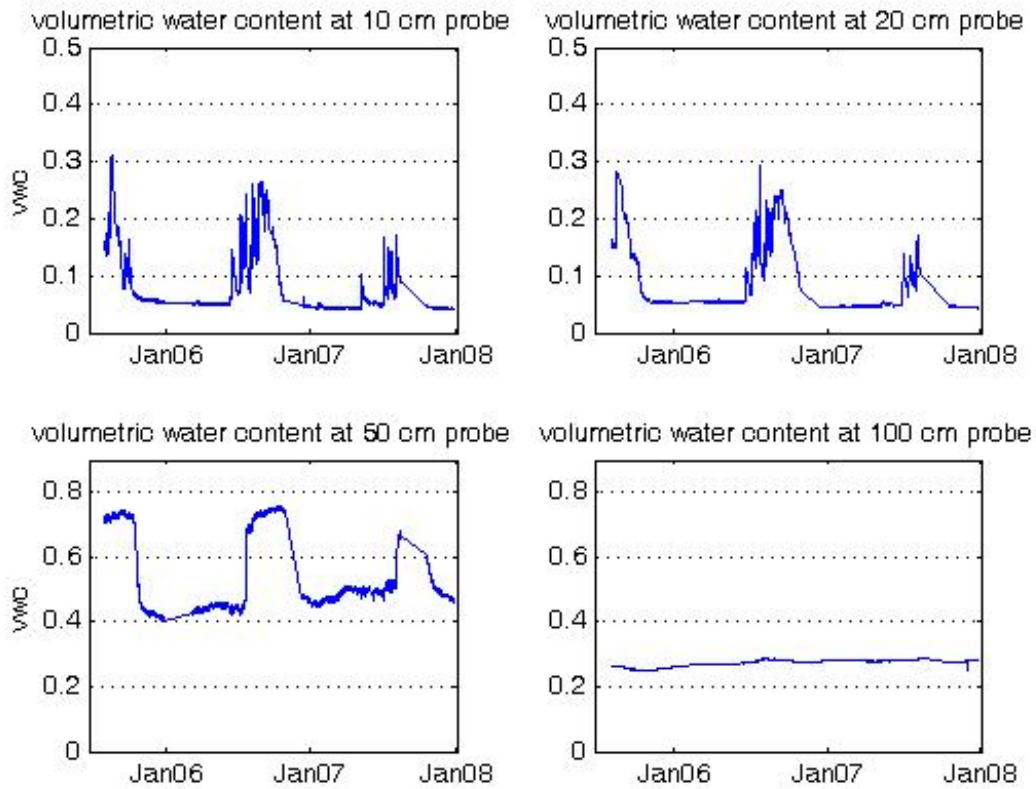 volumetric water content at 10 cm probe
0.5
0.4
0.3
0.2
0.1
0
vwc
Jan06 Jan07 Jan08
volumetric water content at 20 cm probe
0.5
0.4
0.3
0.2
0.1
0
Jan06 Jan07 Jan08
volumetric water content at 50 cm probe
0.8
0.6
0.4
0.2
0
vwc
Jan06 Jan07 Jan08
volumetric water content at 100 cm probe
0.8
0.6
0.4
0.2
0
Jan06 Jan07 Jan08